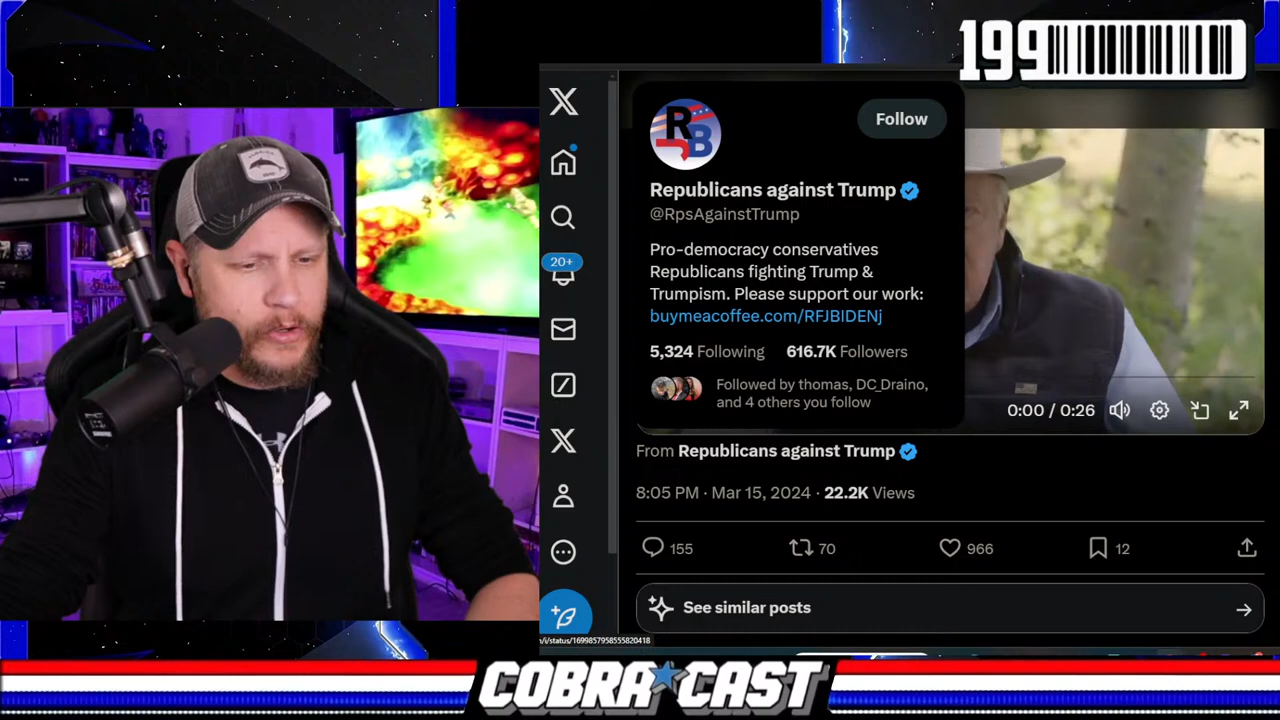 199
Follow
Republicans against Trump
@RpsAgainstTrump
Pro-democracy conservatives
Republicans fighting Trump &
Trumpism. Please support our work:
buymeacoffee.com/RFJBIDENj
5,324 Following 616.7K Followers
Followed by thomas, DC_Draino,
and 4 others you follow
20+
0:00 / 0:26
From Republicans against Trump
8:05 PM · Mar 15, 2024 · 22.2K Views
155 70 966 12
See similar posts
n/i/status/1699857958555820418
COBRA CAST